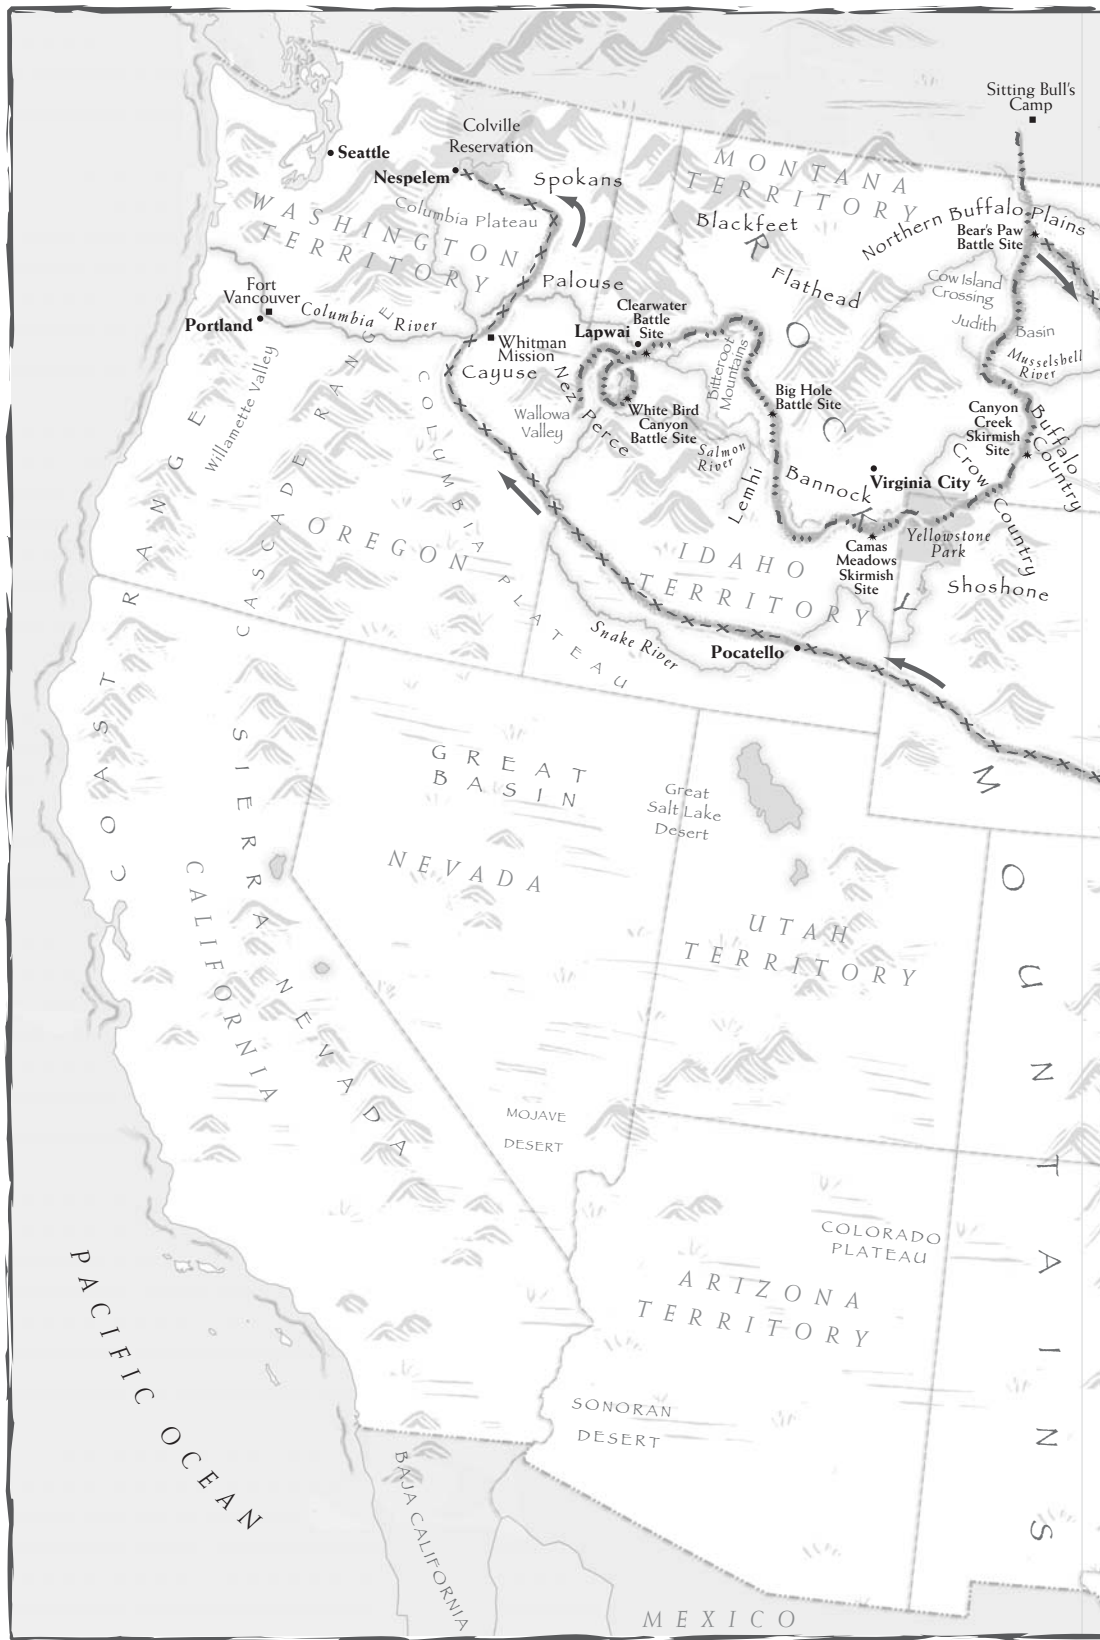 Sitting Bull's
Camp
Colville
Reservation
Seattle
Nespelem
Spokans
MONTANA
TERRITORY
Blackfeet
Northern Buffalo Plains
Bear's Paw
Battle Site
WASHINGTON
TERRITORY
Columbia Plateau
Flathead
Cow Island
Crossing
Palouse
Fort
Vancouver
Portland
Columbia River
Clearwater
Battle
Site
Lapwai
Judith Basin
Musselshell
River
Whitman
Mission
Cayuse
Nez Perce
Bitterroot
Mountains
Big Hole
Battle Site
Willamette Valley
Wallowa
Valley
White Bird
Canyon
Battle Site
Salmon
River
Canyon
Creek
Skirmish
Site
Buffalo
Country
Crow Country
Lemhi
Bannock
Virginia City
Yellowstone
Park
Camas
Meadows
Skirmish
Site
Shoshone
OREGON
IDAHO
TERRITORY
COLUMBIA PLATEAU
CASCADE RANGE
COAST RANGE
Snake River
Pocatello
ROCKY MOUNTAINS
SIERRA NEVADA
GREAT
BASIN
Great
Salt Lake
Desert
NEVADA
CALIFORNIA
UTAH
TERRITORY
MOJAVE
DESERT
COLORADO
PLATEAU
ARIZONA
TERRITORY
PACIFIC OCEAN
SONORAN
DESERT
BAJA CALIFORNIA
MEXICO